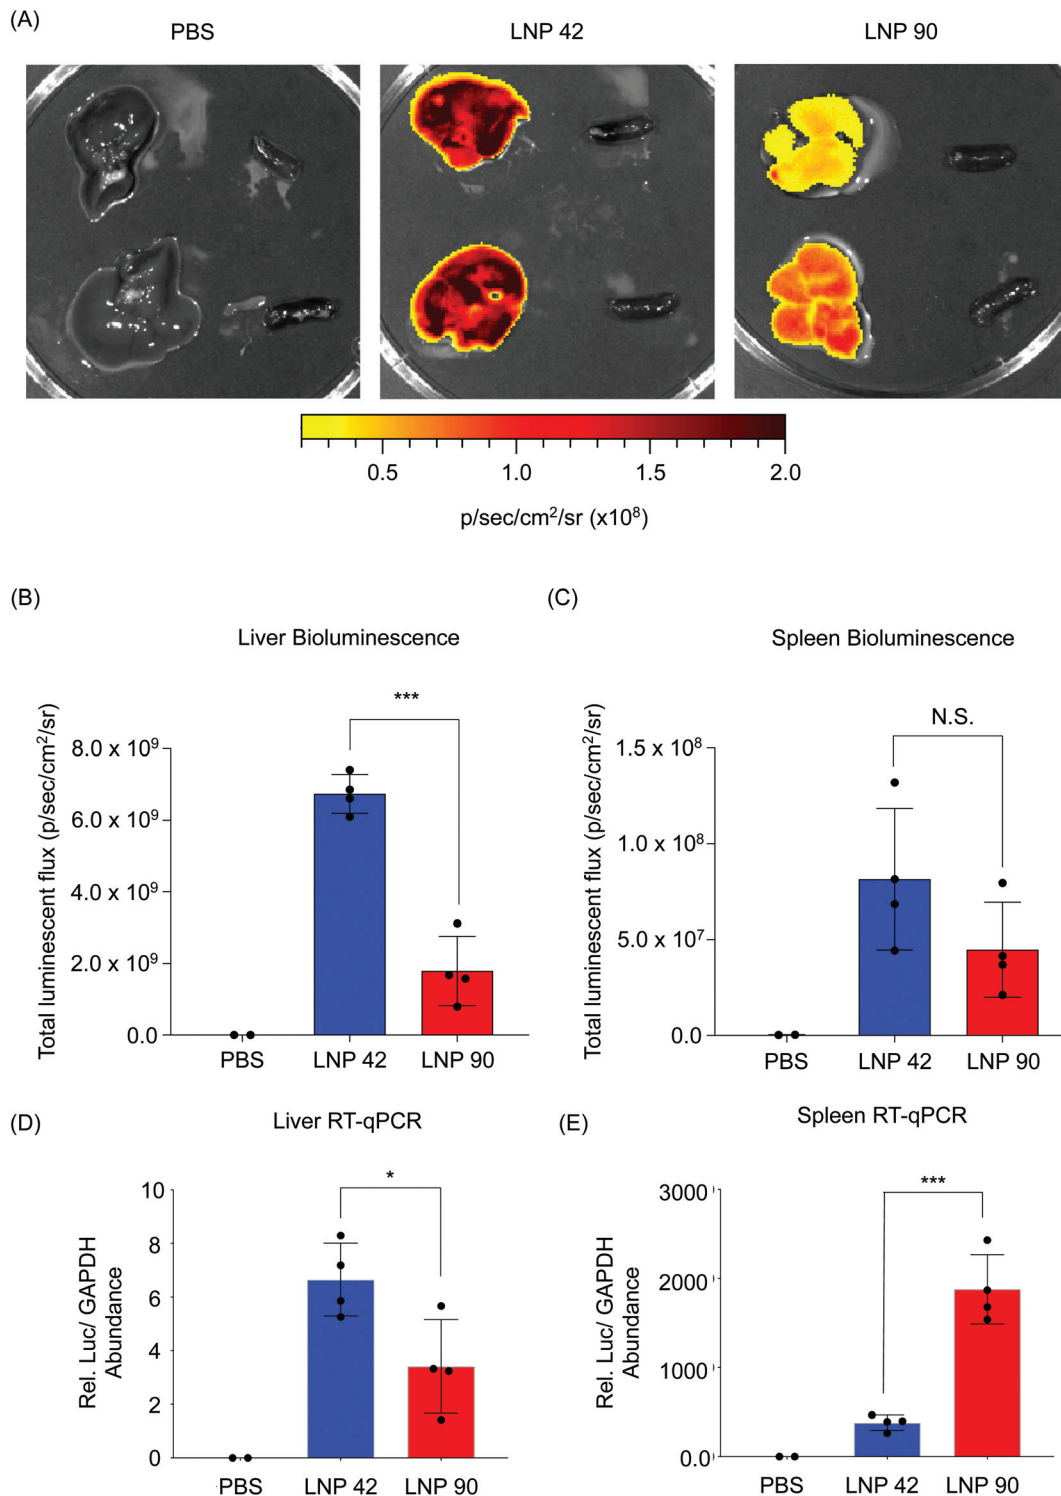 (A)
PBS
LNP 42
LNP 90
0.5
1.0
1.5
2.0
p/sec/cm²/sr (x10⁸)
(B)
Liver Bioluminescence
Total luminescent flux (p/sec/cm²/sr)
8.0 x 10⁹
6.0 x 10⁹
4.0 x 10⁹
2.0 x 10⁹
0.0
***
PBS
LNP 42
LNP 90
(C)
Spleen Bioluminescence
Total luminescent flux (p/sec/cm²/sr)
1.5 x 10⁸
1.0 x 10⁸
5.0 x 10⁷
0.0
N.S.
PBS
LNP 42
LNP 90
(D)
Liver RT-qPCR
Rel. Luc/ GAPDH
Abundance
10
8
6
4
2
0
*
PBS
LNP 42
LNP 90
(E)
Spleen RT-qPCR
Rel. Luc/ GAPDH
Abundance
3000
2000
1000
0.0
***
PBS
LNP 42
LNP 90